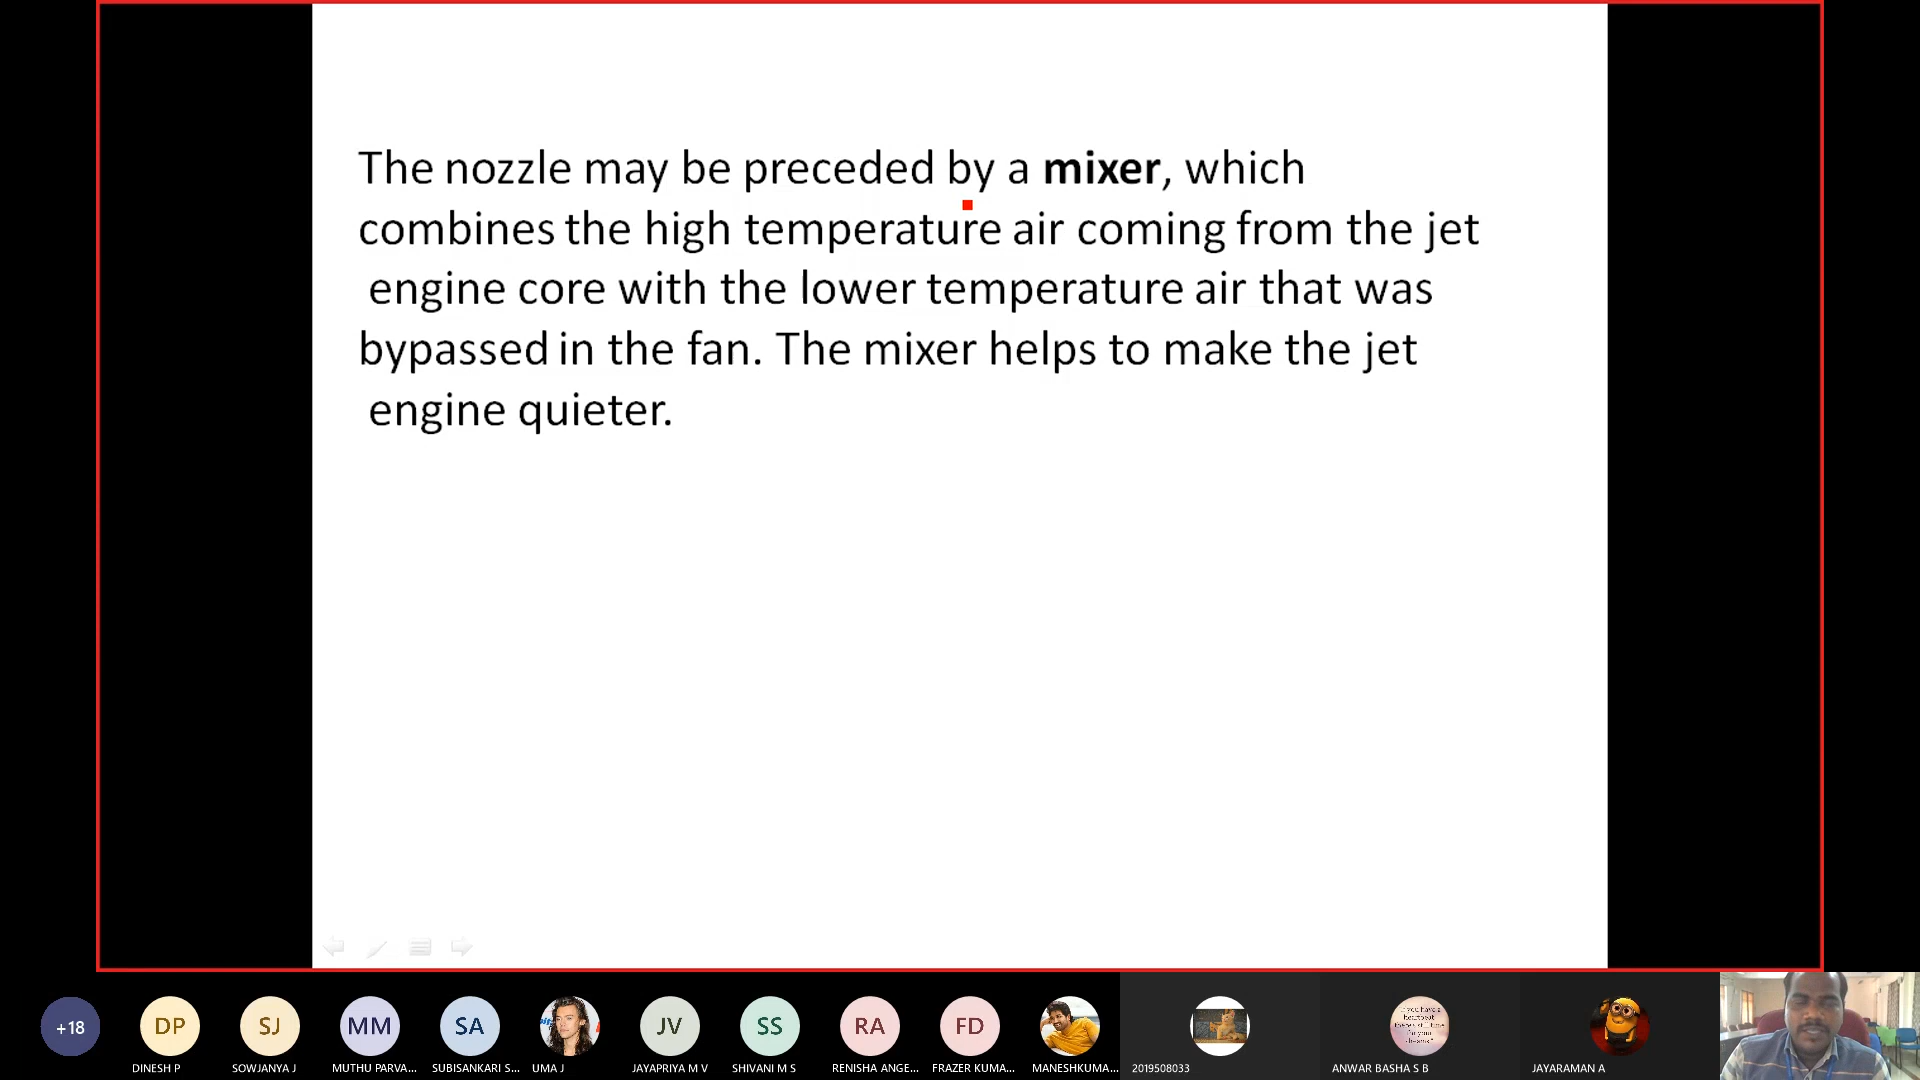 The nozzle may be preceded by a mixer, which
combines the high temperature air coming from the jet
engine core with the lower temperature air that was
bypassed in the fan. The mixer helps to make the jet
engine quieter.
+18
DP
SJ
MM
SA
JV
SS
RA
FD
DINESH P
SOWJANYA J
MUTHU PARVA...
SUBISANKARI S...
UMA J
JAYAPRIYA M V
SHIVANI M S
RENISHA ANGE...
FRAZER KUMA...
MANESHKUMA...
2019508033
ANWAR BASHA S B
JAYARAMAN A